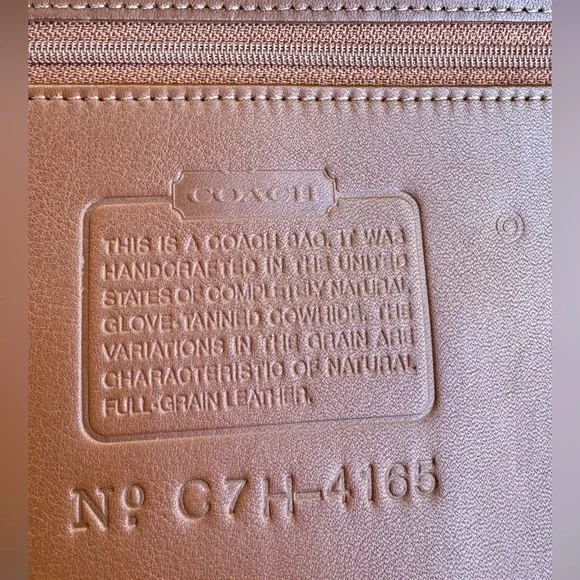 COACH
THIS IS A COACH BAG. IT WAS
HANDCRAFTED IN THE UNITED
STATES OF COMPLETELY NATURAL
GLOVE-TANNED COWHIDE. THE
VARIATIONS IN THE GRAIN ARE
CHARACTERISTIC OF NATURAL
FULL-GRAIN LEATHER.
©
Nº C7H-4165